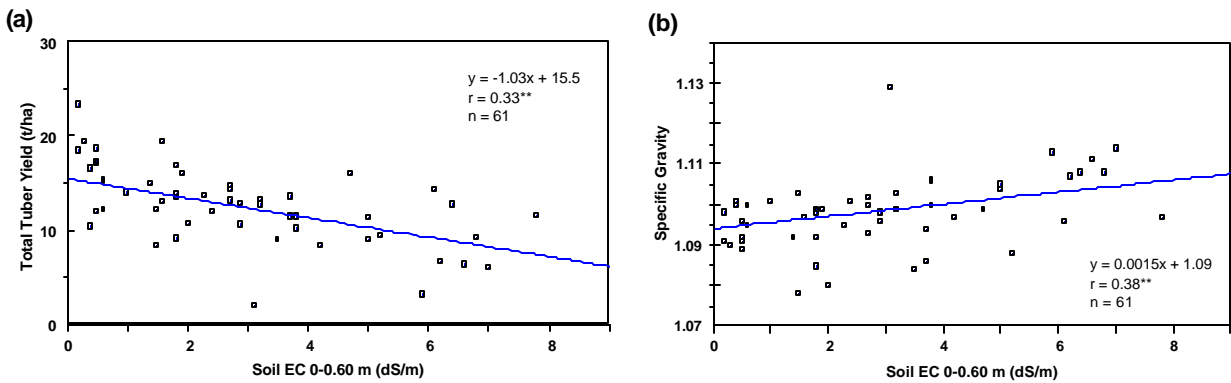 (a)
30
20
10
0
Total Tuber Yield (t/ha)
y = -1.03x + 15.5
r = 0.33**
n = 61
0 2 4 6 8
Soil EC 0-0.60 m (dS/m)
(b)
1.13
1.11
1.09
1.07
Specific Gravity
y = 0.0015x + 1.09
r = 0.38**
n = 61
0 2 4 6 8
Soil EC 0-0.60 m (dS/m)